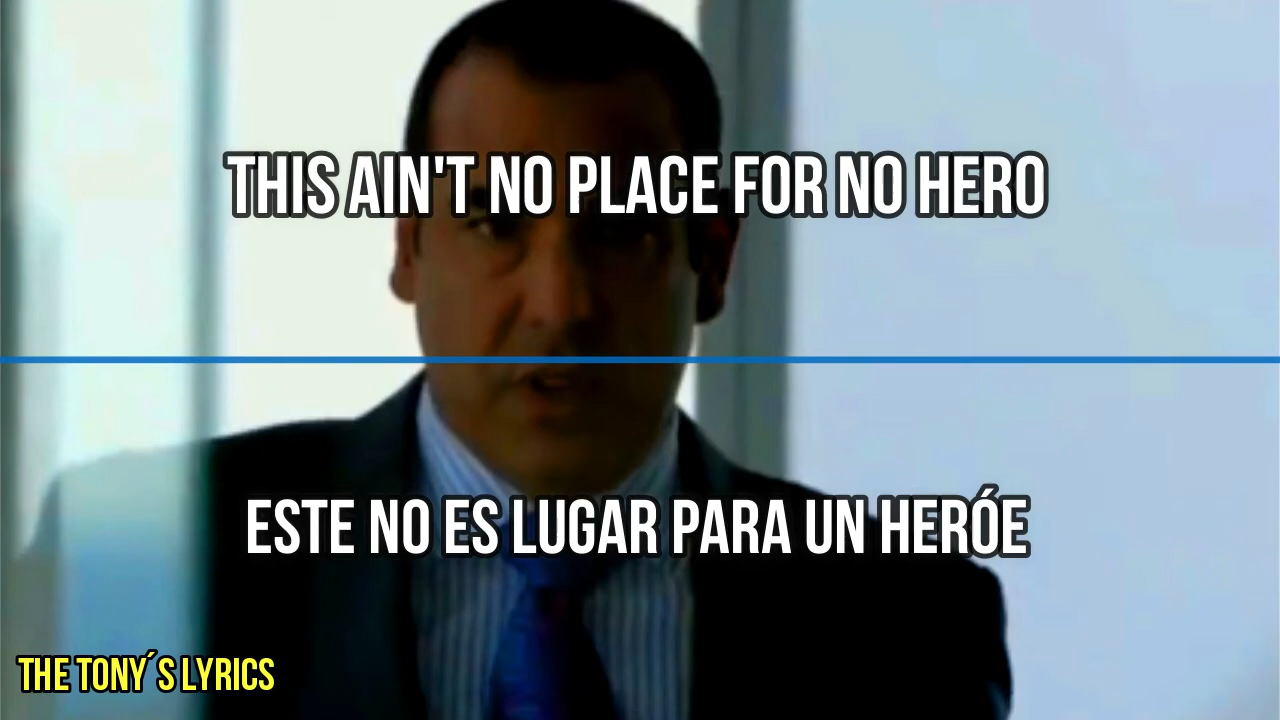 THIS AIN'T NO PLACE FOR NO HERO
ESTE NO ES LUGAR PARA UN HERÓE
THE TONY´S LYRICS